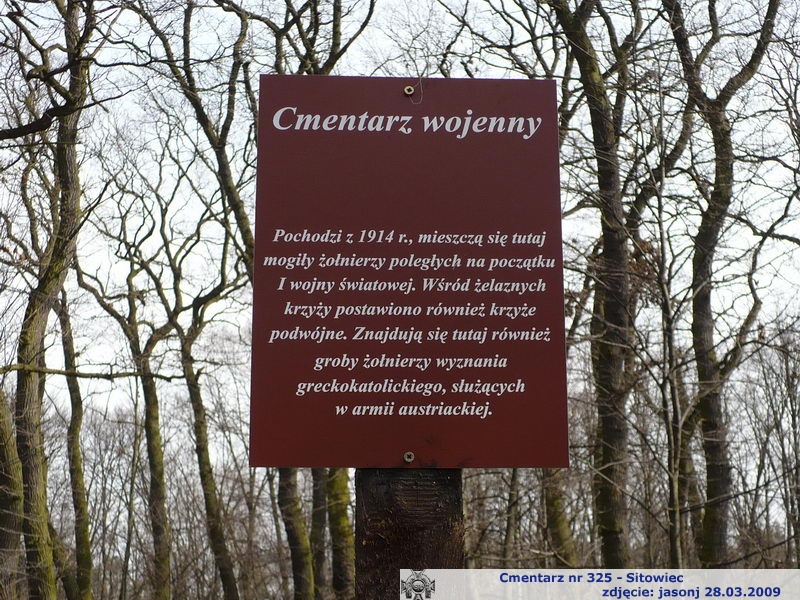 Cmentarz wojenny
Pochodzi z 1914 r., mieszczą się tutaj
mogiły żołnierzy poległych na początku
I wojny światowej. Wśród żelaznych
krzyży postawiono również krzyże
podwójne. Znajdują się tutaj również
groby żołnierzy wyznania
greckokatolickiego, służących
w armii austriackiej.
Cmentarz nr 325 - Sitowiec
zdjęcie: jasonj 28.03.2009